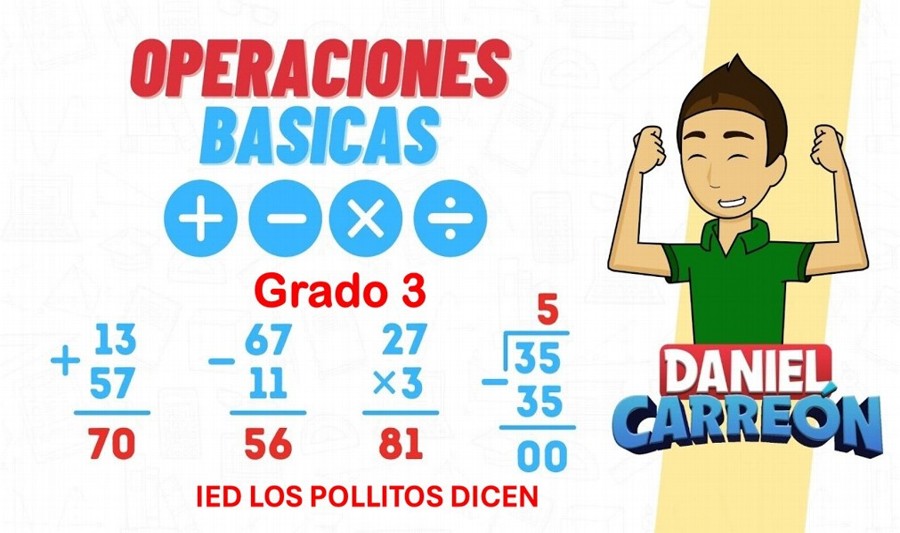 OPERACIONES
BASICAS
+ − × ÷
Grado 3
+ 13
57
70
− 67
11
56
27
×3
81
5
35
− 35
00
IED LOS POLLITOS DICEN
DANIEL
CARREÓN